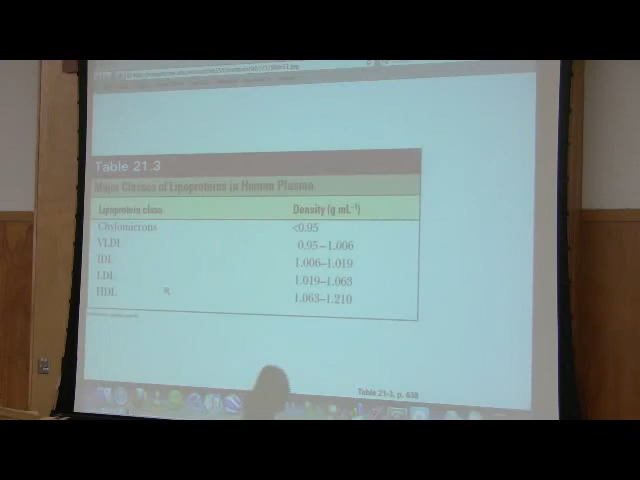 Table 21.3
Major Classes of Lipoproteins in Human Plasma
Lipoprotein class Density (g mL⁻¹)
Chylomicrons <0.95
VLDL 0.95–1.006
IDL 1.006–1.019
LDL 1.019–1.063
HDL 1.063–1.210
Table 21-3, p. 638